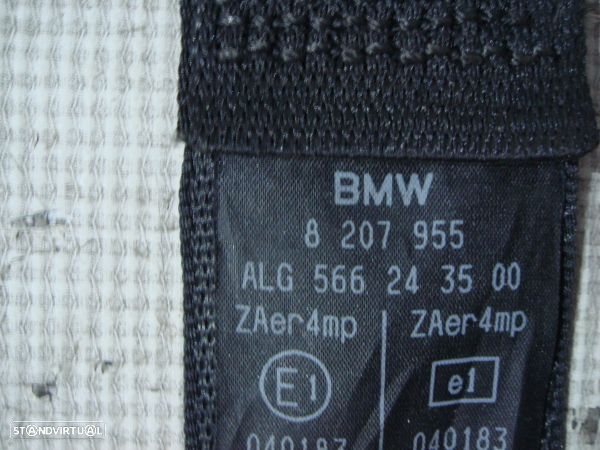 BMW
8 207 955
ALG 566 24 35 00
ZAer4mp ZAer4mp
E1 e1
040183 040183
STANDVIRTUAL